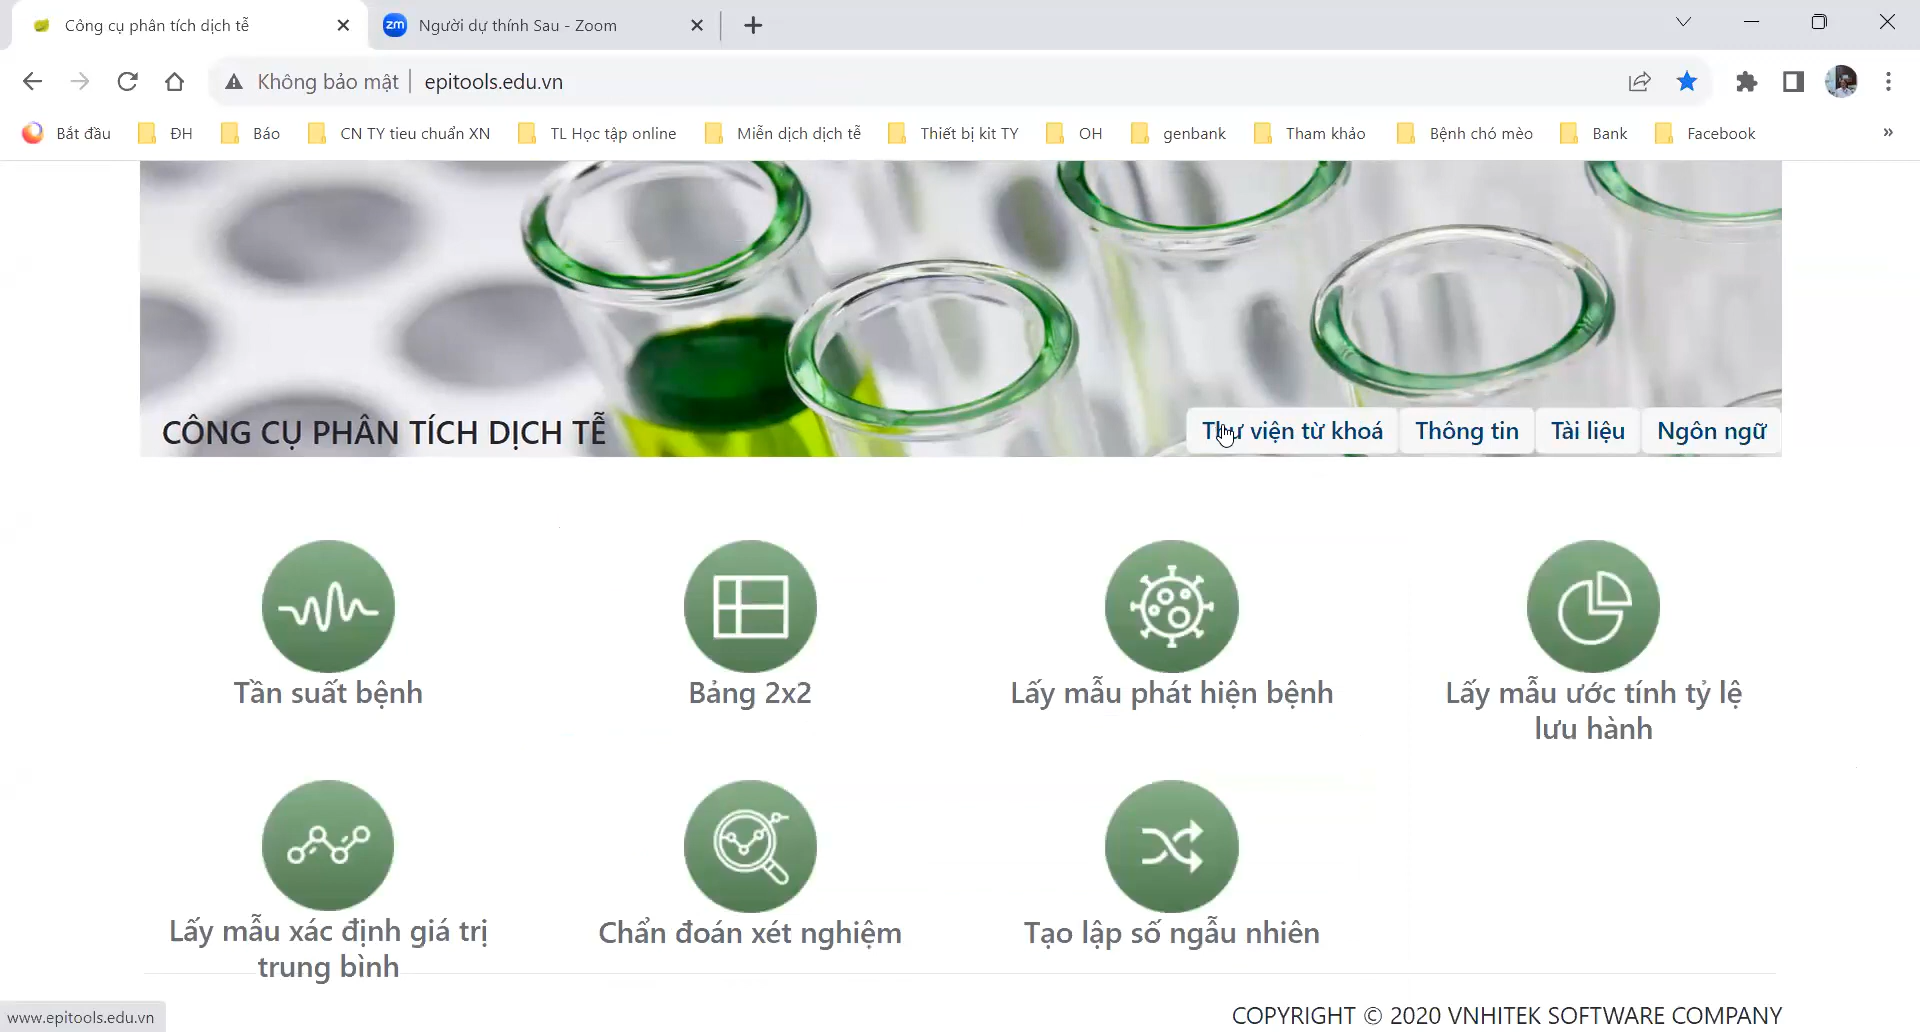 Công cụ phân tích dịch tễ
zm Người dự thính Sau - Zoom
Không bảo mật epitools.edu.vn
Bắt đầu ĐH Báo CN TY tieu chuẩn XN TL Học tập online Miễn dịch dịch tễ Thiết bị kit TY OH genbank Tham khảo Bệnh chó mèo Bank Facebook »
CÔNG CỤ PHÂN TÍCH DỊCH TỄ
Thư viện từ khoá Thông tin Tài liệu Ngôn ngữ
Tần suất bệnh
Bảng 2x2
Lấy mẫu phát hiện bệnh
Lấy mẫu ước tính tỷ lệ
lưu hành
Lấy mẫu xác định giá trị
trung bình
Chẩn đoán xét nghiệm
Tạo lập số ngẫu nhiên
COPYRIGHT © 2020 VNHITEK SOFTWARE COMPANY
www.epitools.edu.vn